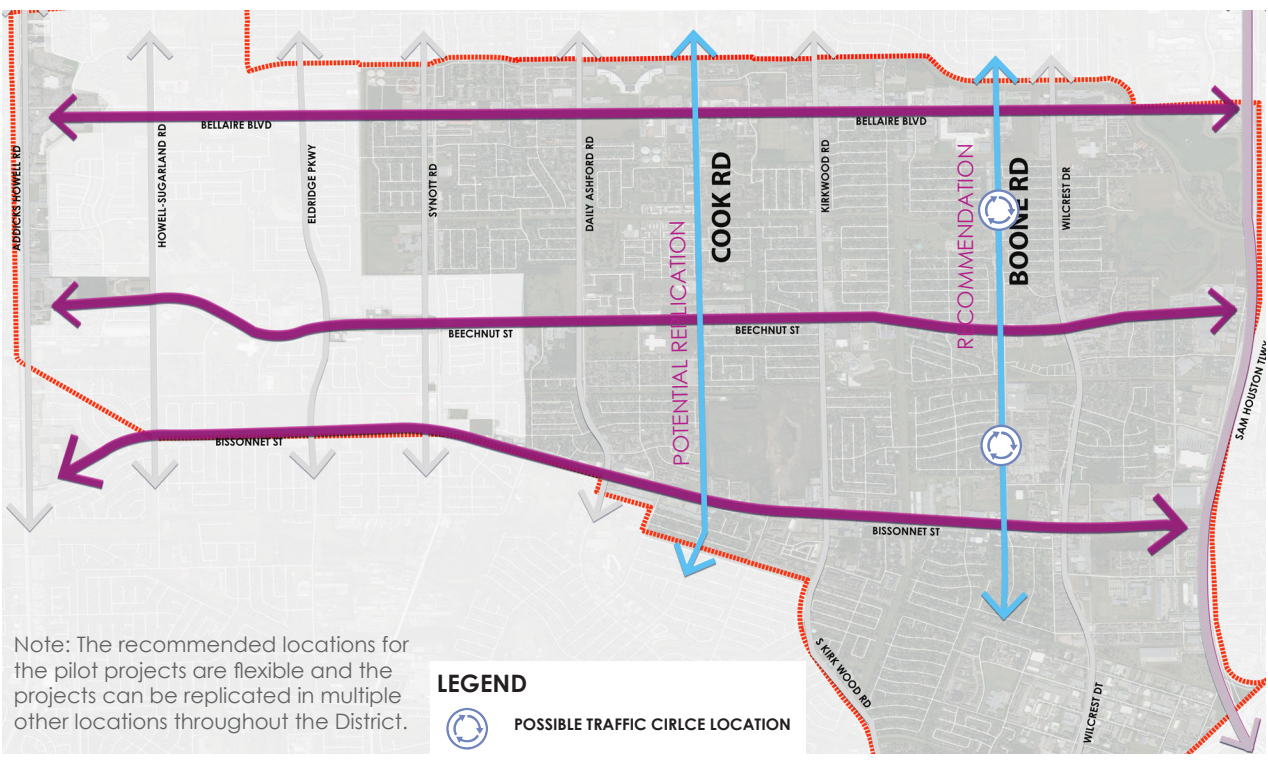 BELLAIRE BLVD
BELLAIRE BLVD
ADDICKS HOWELL RD
HOWELL-SUGARLAND RD
ELDRIDGE PKWY
SYNOTT RD
DAILY ASHFORD RD
POTENTIAL REPLICATION
COOK RD
KIRKWOOD RD
RECOMMENDATION
BOONE RD
WILCREST DR
BEECHNUT ST
BEECHNUT ST
SAM HOUSTON TLWY
BISSONNET ST
BISSONNET ST
S KIRK WOOD RD
WILCREST DT
Note: The recommended locations for
the pilot projects are flexible and the
projects can be replicated in multiple
other locations throughout the District.
LEGEND
POSSIBLE TRAFFIC CIRLCE LOCATION